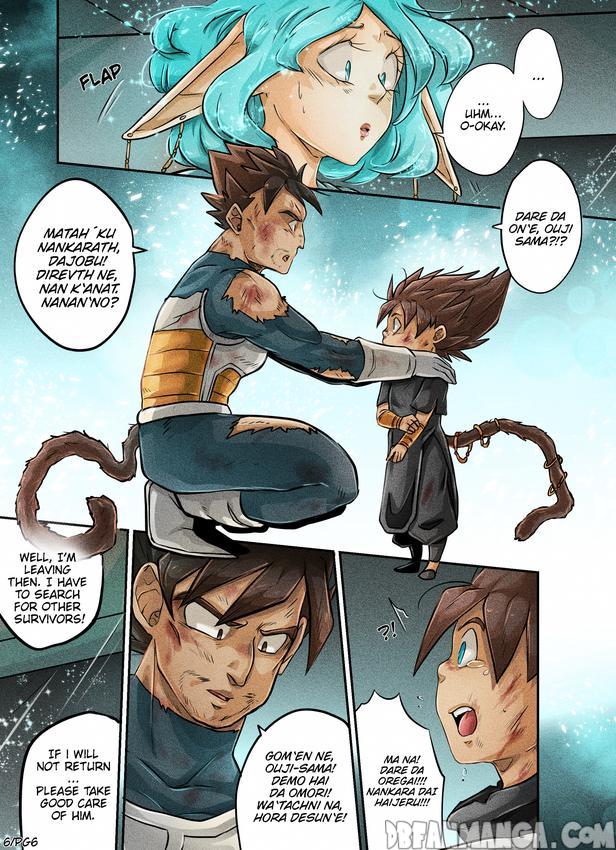 FLAP
...
...
UHM...
O-OKAY.
DARE DA
ON'E, OUJI
SAMA?!?
MATAH´KU
NANKARATH,
DAJOBU!
DIREVTH NE,
NAN K'ANAT.
NANAN'NO?
WELL, I'M
LEAVING
THEN. I HAVE
TO SEARCH
FOR OTHER
SURVIVORS!
IF I WILL
NOT RETURN
...
PLEASE TAKE
GOOD CARE
OF HIM.
GOM'EN NE,
OUJI-SAMA!
DEMO HAI
DA OMORI!
WA'TACHNI NA,
HORA DESUN'E!
?!
MA NA!
DARE DA
OREGAI!!!
NANKARA DAI
HAIJERU!!!
6/PG6
DBFANMANGA.COM